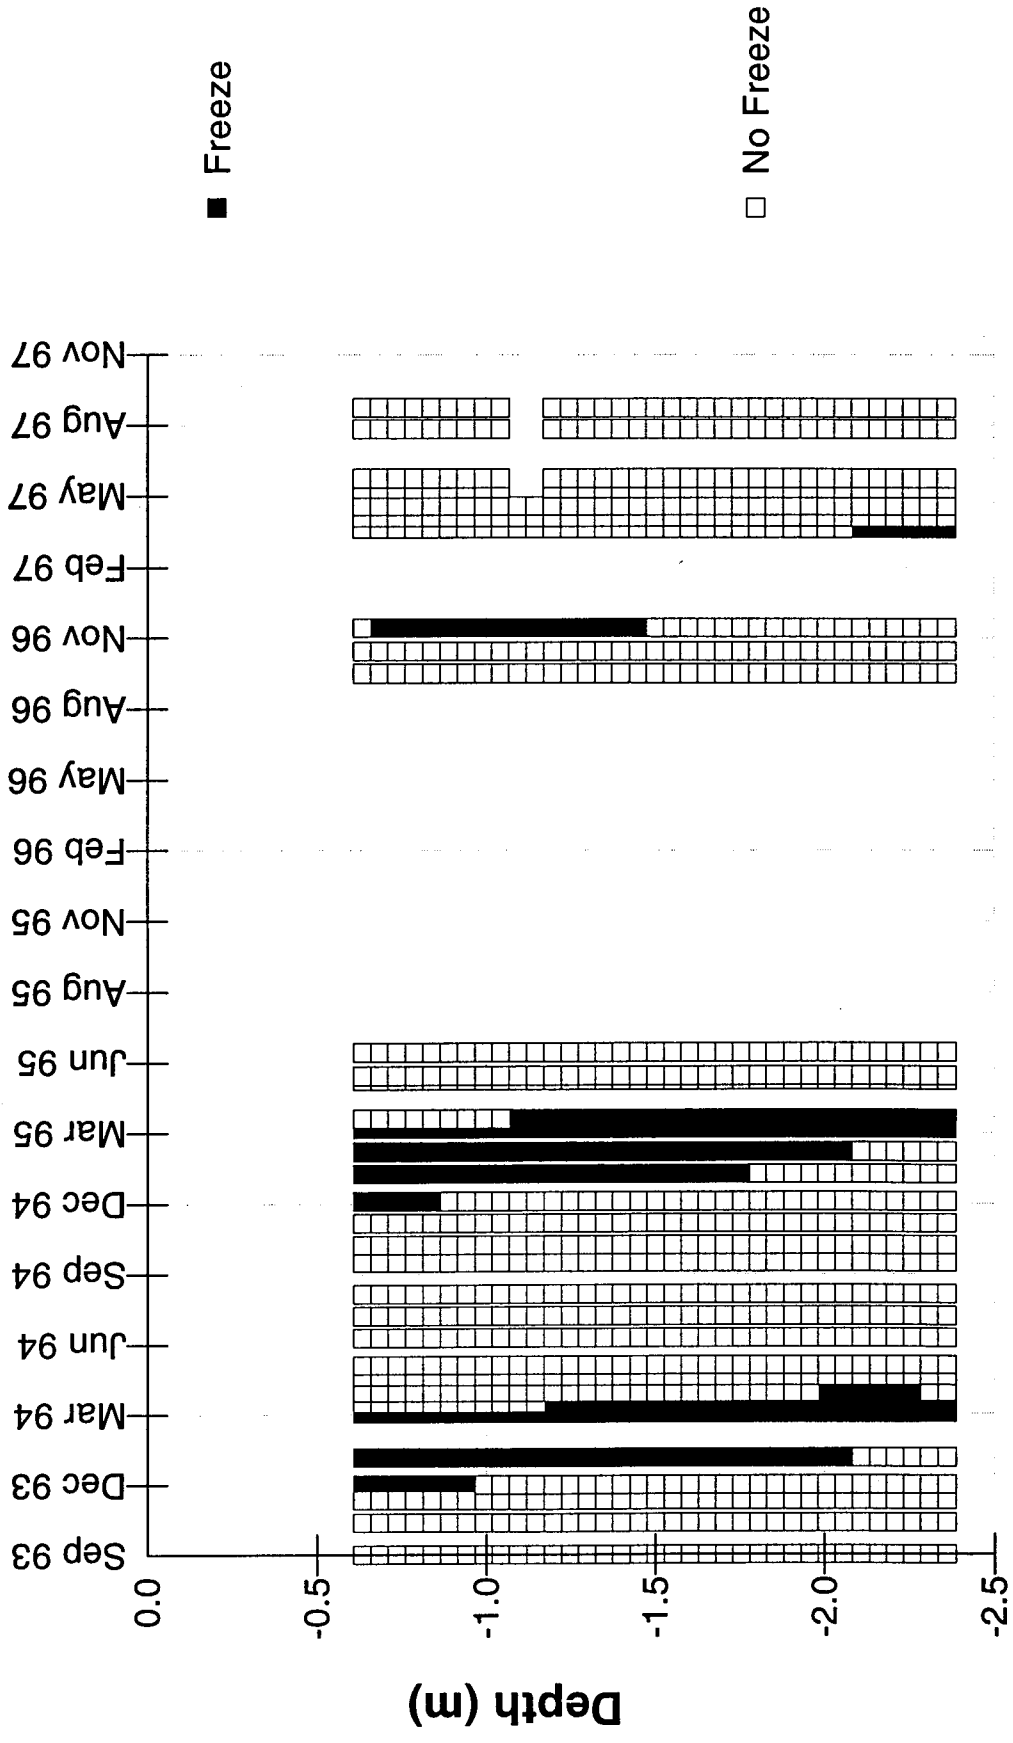 Depth (m)
0.0
-0.5
-1.0
-1.5
-2.0
-2.5
Sep 93
Dec 93
Mar 94
Jun 94
Sep 94
Dec 94
Mar 95
Jun 95
Aug 95
Nov 95
Feb 96
May 96
Aug 96
Nov 96
Feb 97
May 97
Aug 97
Nov 97
Freeze
No Freeze